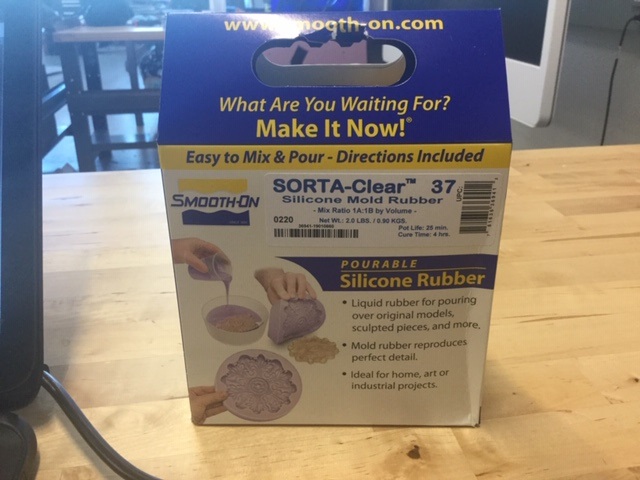 www.smooth-on.com
What Are You Waiting For?
Make It Now!®
Easy to Mix & Pour - Directions Included
SMOOTH-ON
SORTA-Clear™ 37
Silicone Mold Rubber
- Mix Ratio 1A:1B by Volume -
0220
Net Wt.: 2.0 LBS. / 0.90 KGS.
Pot Life: 25 min.
Cure Time: 4 hrs.
UPC:
POURABLE
Silicone Rubber
• Liquid rubber for pouring
over original models,
sculpted pieces, and more.
• Mold rubber reproduces
perfect detail.
• Ideal for home, art or
industrial projects.